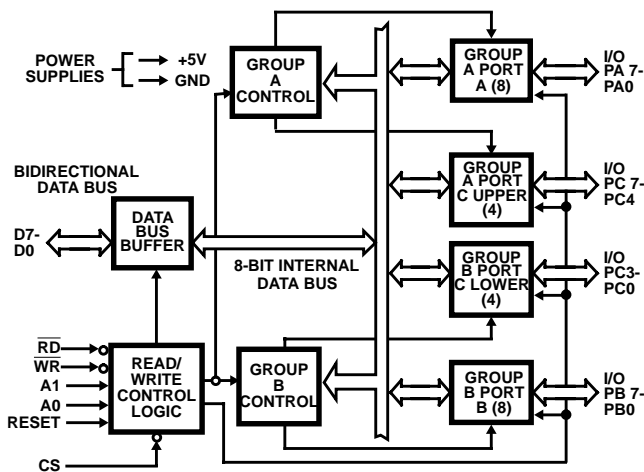 POWER
SUPPLIES
+5V
GND
GROUP
A
CONTROL
GROUP
A PORT
A (8)
I/O
PA 7-
PA0
GROUP
A PORT
C UPPER
(4)
I/O
PC 7-
PC4
BIDIRECTIONAL
DATA BUS
D7-
D0
DATA
BUS
BUFFER
8-BIT INTERNAL
DATA BUS
GROUP
B PORT
C LOWER
(4)
I/O
PC3-
PC0
RD
WR
A1
A0
RESET
CS
READ/
WRITE
CONTROL
LOGIC
GROUP
B
CONTROL
GROUP
B PORT
B (8)
I/O
PB 7-
PB0